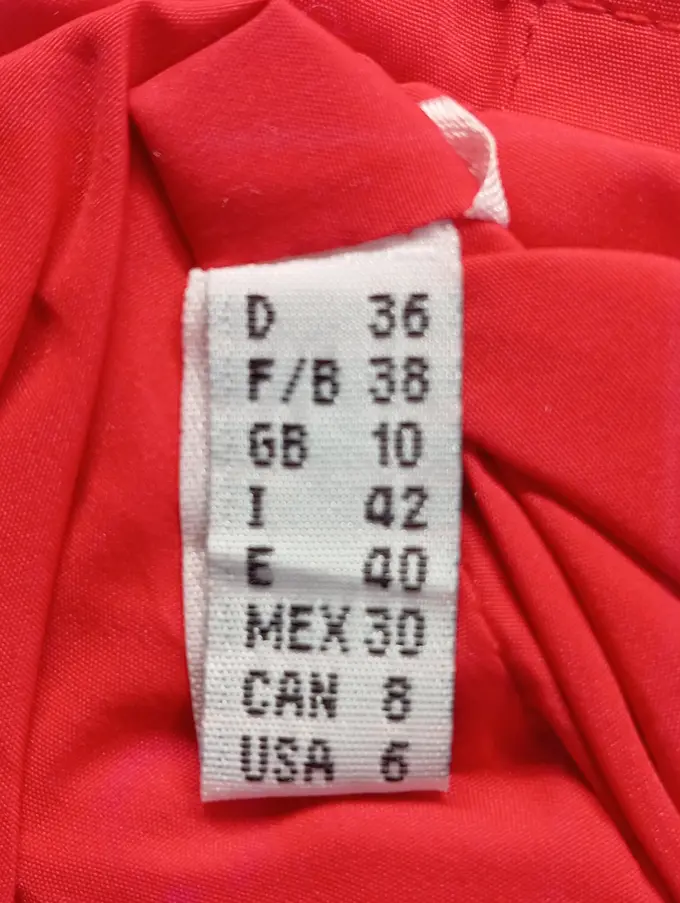 D 36
F/B 38
GB 10
I 42
E 40
MEX 30
CAN 8
USA 6